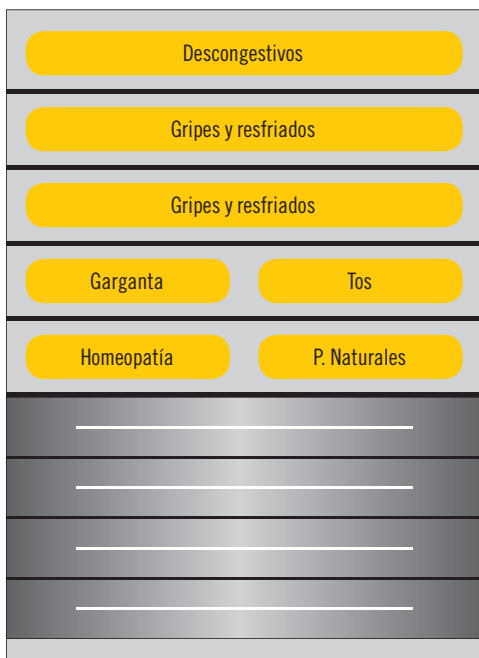 Descongestivos
Gripes y resfriados
Gripes y resfriados
Garganta Tos
Homeopatía P. Naturales